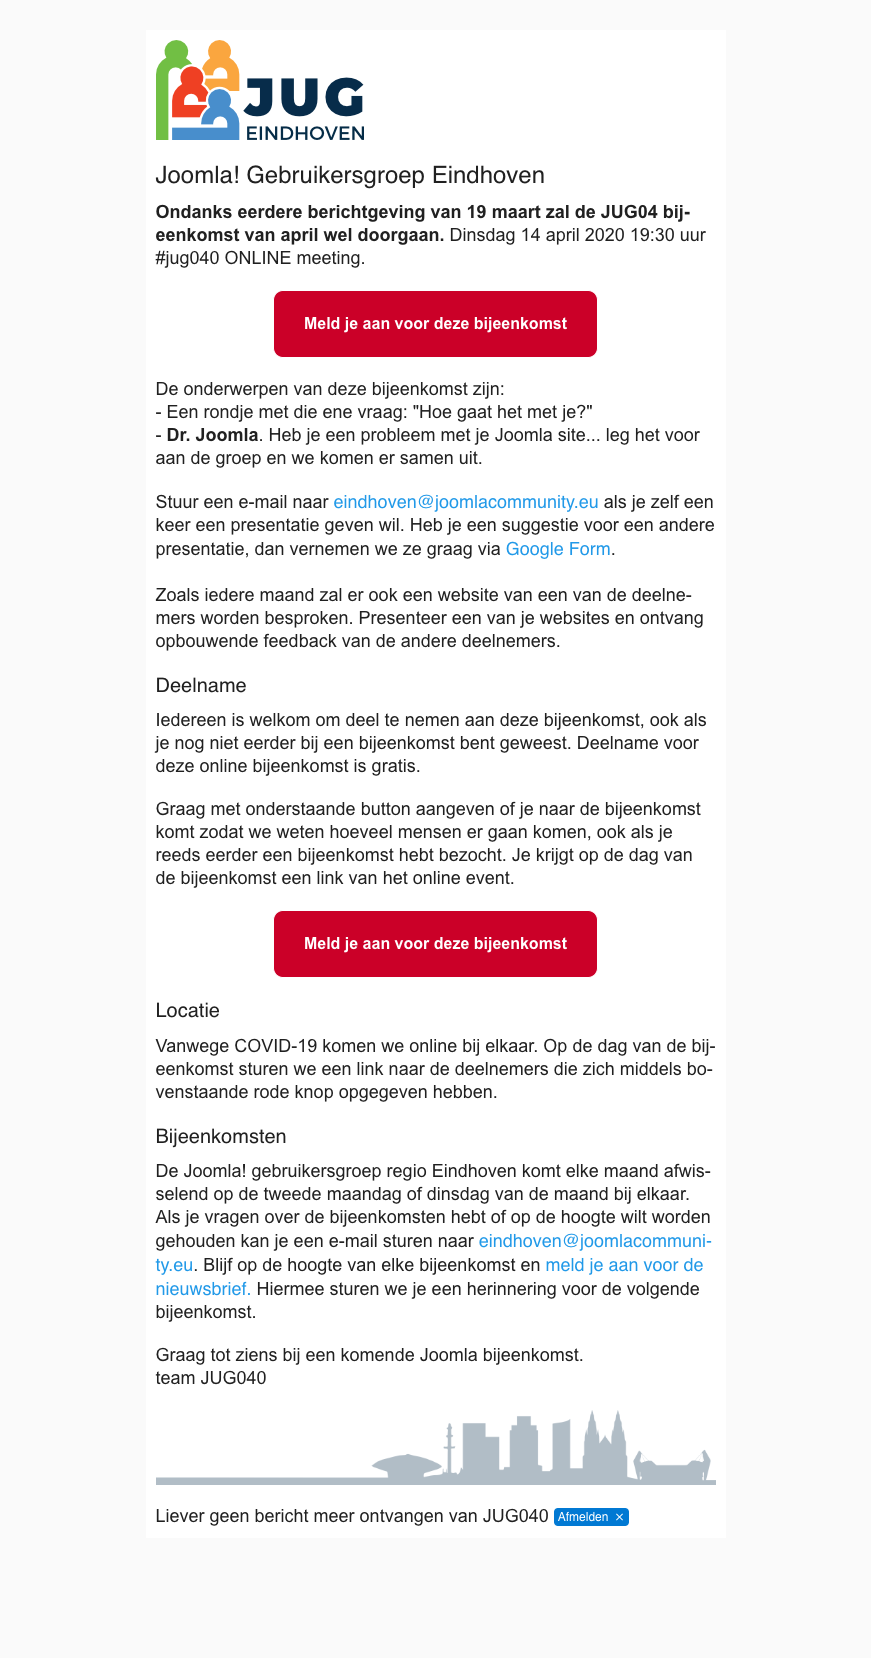 JUG
EINDHOVEN
Joomla! Gebruikersgroep Eindhoven
Ondanks eerdere berichtgeving van 19 maart zal de JUG04 bij-
eenkomst van april wel doorgaan. Dinsdag 14 april 2020 19:30 uur
#jug040 ONLINE meeting.
Meld je aan voor deze bijeenkomst
De onderwerpen van deze bijeenkomst zijn:
- Een rondje met die ene vraag: "Hoe gaat het met je?"
- Dr. Joomla. Heb je een probleem met je Joomla site... leg het voor
aan de groep en we komen er samen uit.
Stuur een e-mail naar eindhoven@joomlacommunity.eu als je zelf een
keer een presentatie geven wil. Heb je een suggestie voor een andere
presentatie, dan vernemen we ze graag via Google Form.
Zoals iedere maand zal er ook een website van een van de deelne-
mers worden besproken. Presenteer een van je websites en ontvang
opbouwende feedback van de andere deelnemers.
Deelname
Iedereen is welkom om deel te nemen aan deze bijeenkomst, ook als
je nog niet eerder bij een bijeenkomst bent geweest. Deelname voor
deze online bijeenkomst is gratis.
Graag met onderstaande button aangeven of je naar de bijeenkomst
komt zodat we weten hoeveel mensen er gaan komen, ook als je
reeds eerder een bijeenkomst hebt bezocht. Je krijgt op de dag van
de bijeenkomst een link van het online event.
Meld je aan voor deze bijeenkomst
Locatie
Vanwege COVID-19 komen we online bij elkaar. Op de dag van de bij-
eenkomst sturen we een link naar de deelnemers die zich middels bo-
venstaande rode knop opgegeven hebben.
Bijeenkomsten
De Joomla! gebruikersgroep regio Eindhoven komt elke maand afwis-
selend op de tweede maandag of dinsdag van de maand bij elkaar.
Als je vragen over de bijeenkomsten hebt of op de hoogte wilt worden
gehouden kan je een e-mail sturen naar eindhoven@joomlacommuni-
ty.eu. Blijf op de hoogte van elke bijeenkomst en meld je aan voor de
nieuwsbrief. Hiermee sturen we je een herinnering voor de volgende
bijeenkomst.
Graag tot ziens bij een komende Joomla bijeenkomst.
team JUG040
Liever geen bericht meer ontvangen van JUG040 Afmelden ×